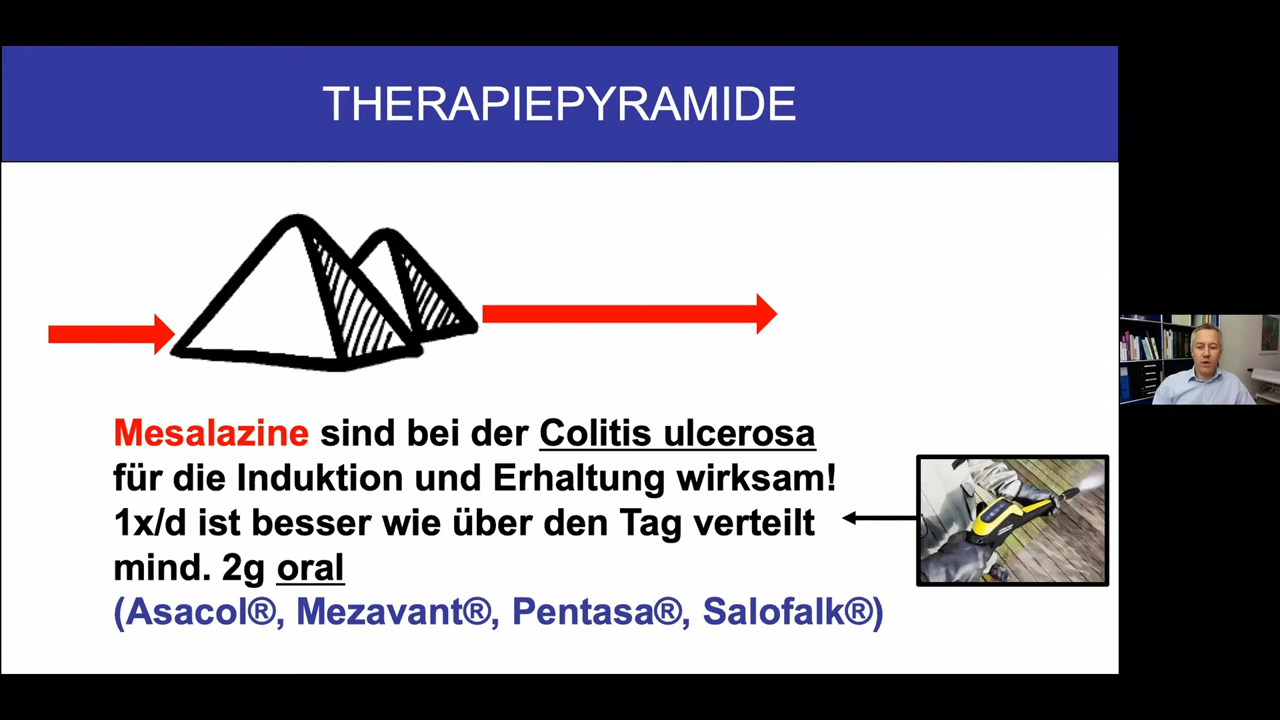 THERAPIEPYRAMIDE
Mesalazine sind bei der Colitis ulcerosa
für die Induktion und Erhaltung wirksam!
1x/d ist besser wie über den Tag verteilt
mind. 2g oral
(Asacol®, Mezavant®, Pentasa®, Salofalk®)